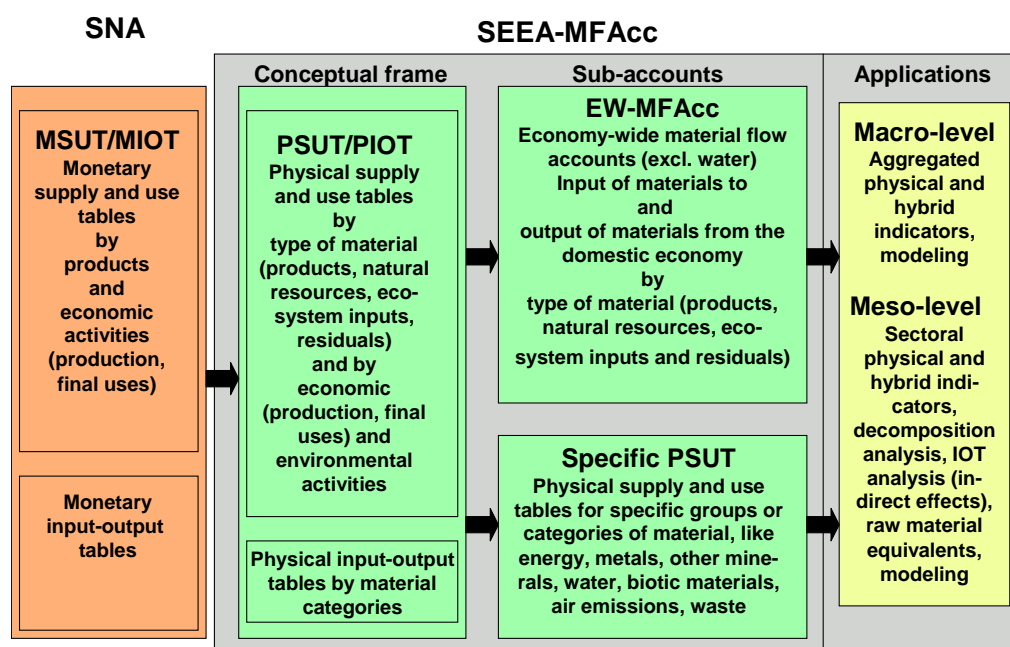 SNA
SEEA-MFAcc
Conceptual frame
Sub-accounts
Applications
MSUT/MIOT
Monetary
supply and use
tables
by
products
and
economic
activities
(production,
final uses)
Monetary
input-output
tables
PSUT/PIOT
Physical supply
and use tables
by
type of material
(products, natural
resources, eco-
system inputs,
residuals)
and by
economic
(production, final
uses) and
environmental
activities
Physical input-output
tables by material
categories
EW-MFAcc
Economy-wide material flow
accounts (excl. water)
Input of materials to
and
output of materials from the
domestic economy
by
type of material (products,
natural resources, eco-
system inputs and residuals)
Specific PSUT
Physical supply and use
tables for specific groups or
categories of material, like
energy, metals, other mine-
rals, water, biotic materials,
air emissions, waste
Macro-level
Aggregated
physical and
hybrid
indicators,
modeling
Meso-level
Sectoral
physical and
hybrid indi-
cators,
decomposition
analysis, IOT
analysis (in-
direct effects),
raw material
equivalents,
modeling